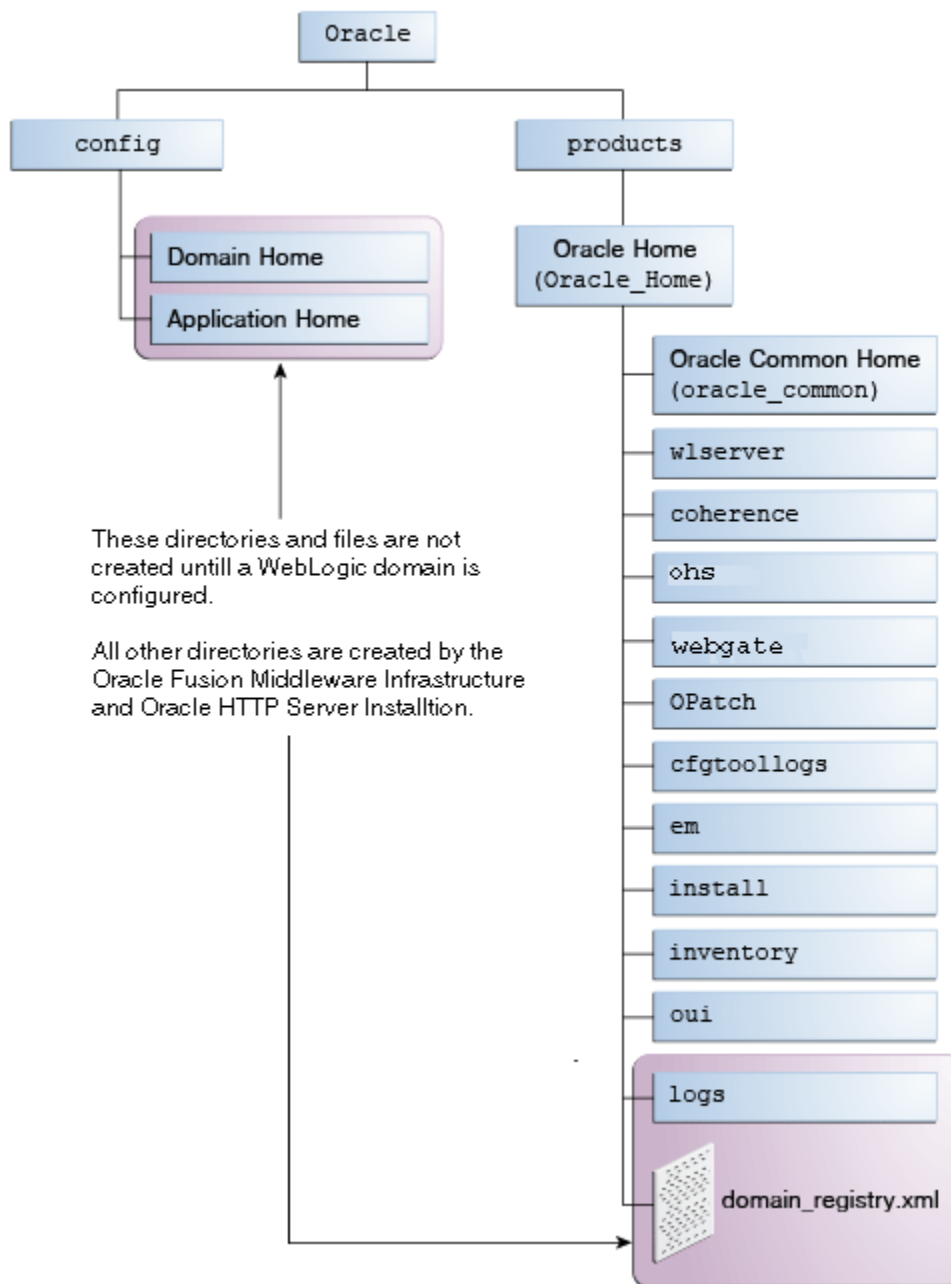 Oracle
config
products
Domain Home
Application Home
Oracle Home
(Oracle_Home)
Oracle Common Home
(oracle_common)
wlserver
coherence
ohs
webgate
OPatch
cfgtoollogs
em
install
inventory
oui
logs
domain_registry.xml
These directories and files are not
created untill a WebLogic domain is
configured.
All other directories are created by the
Oracle Fusion Middleware Infrastructure
and Oracle HTTP Server Installtion.